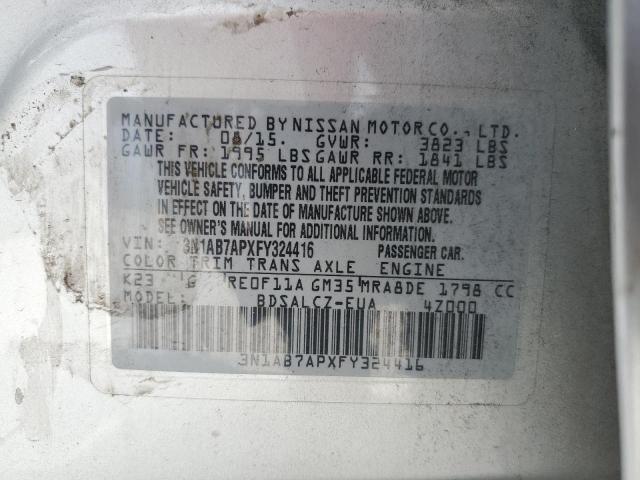 MANUFACTURED BY NISSAN MOTOR CO., LTD.
DATE: 08/15. GVWR: 3823 LBS
GAWR FR: 1995 LBS GAWR RR: 1841 LBS
THIS VEHICLE CONFORMS TO ALL APPLICABLE FEDERAL MOTOR
VEHICLE SAFETY, BUMPER AND THEFT PREVENTION STANDARDS
IN EFFECT ON THE DATE OF MANUFACTURE SHOWN ABOVE.
SEE OWNER'S MANUAL FOR ADDITIONAL INFORMATION.
VIN: 3N1AB7APXFY324416 PASSENGER CAR.
COLOR TRIM TRANS AXLE ENGINE
K23 G RE0F11A GM35 MRA8DE 1798 CC
MODEL: BDSALCZ-EUA 4Z000
3N1AB7APXFY324416